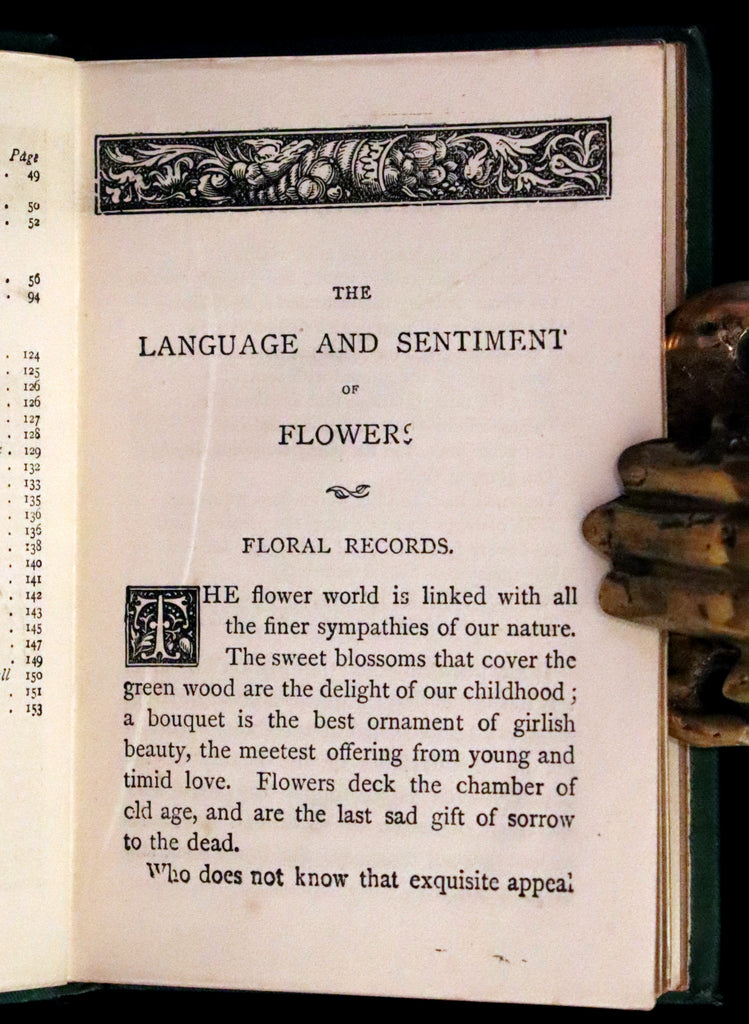 Page
. 49
. 50
. 52
. 56
. 94
. 124
. 125
. 126
. 126
. 127
. 128
. 129
. 132
. 133
. 135
. 136
. 136
. 138
. 140
. 141
. 142
. 143
. 145
. 147
. 149
ll 150
. 151
. 153
THE
LANGUAGE AND SENTIMENT
OF
FLOWERS
FLORAL RECORDS.
THE flower world is linked with all
the finer sympathies of our nature.
The sweet blossoms that cover the
green wood are the delight of our childhood ;
a bouquet is the best ornament of girlish
beauty, the meetest offering from young and
timid love. Flowers deck the chamber of
old age, and are the last sad gift of sorrow
to the dead.
Who does not know that exquisite appeal